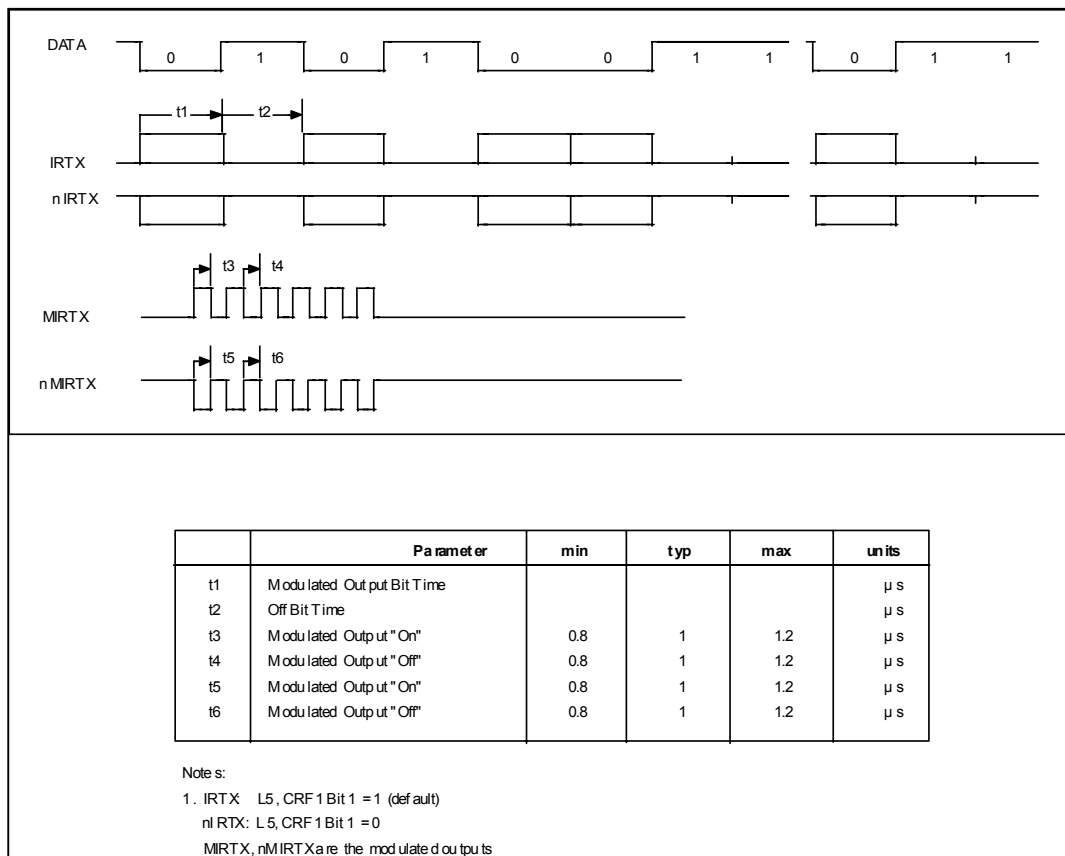 DATA
0 1 0 1 0 0 1 1 0 1 1
t1 t2
IRTX
nIRTX
t3 t4
MIRTX
t5 t6
nMIRTX
Parameter min typ max units
t1 Modulated Output Bit Time µs
t2 Off Bit Time µs
t3 Modulated Output "On" 0.8 1 1.2 µs
t4 Modulated Output "Off" 0.8 1 1.2 µs
t5 Modulated Output "On" 0.8 1 1.2 µs
t6 Modulated Output "Off" 0.8 1 1.2 µs
Notes:
1. IRTX: L5, CRF1 Bit 1 = 1 (default)
nIRTX: L5, CRF1 Bit 1 = 0
MIRTX, nMIRTX are the modulated outputs